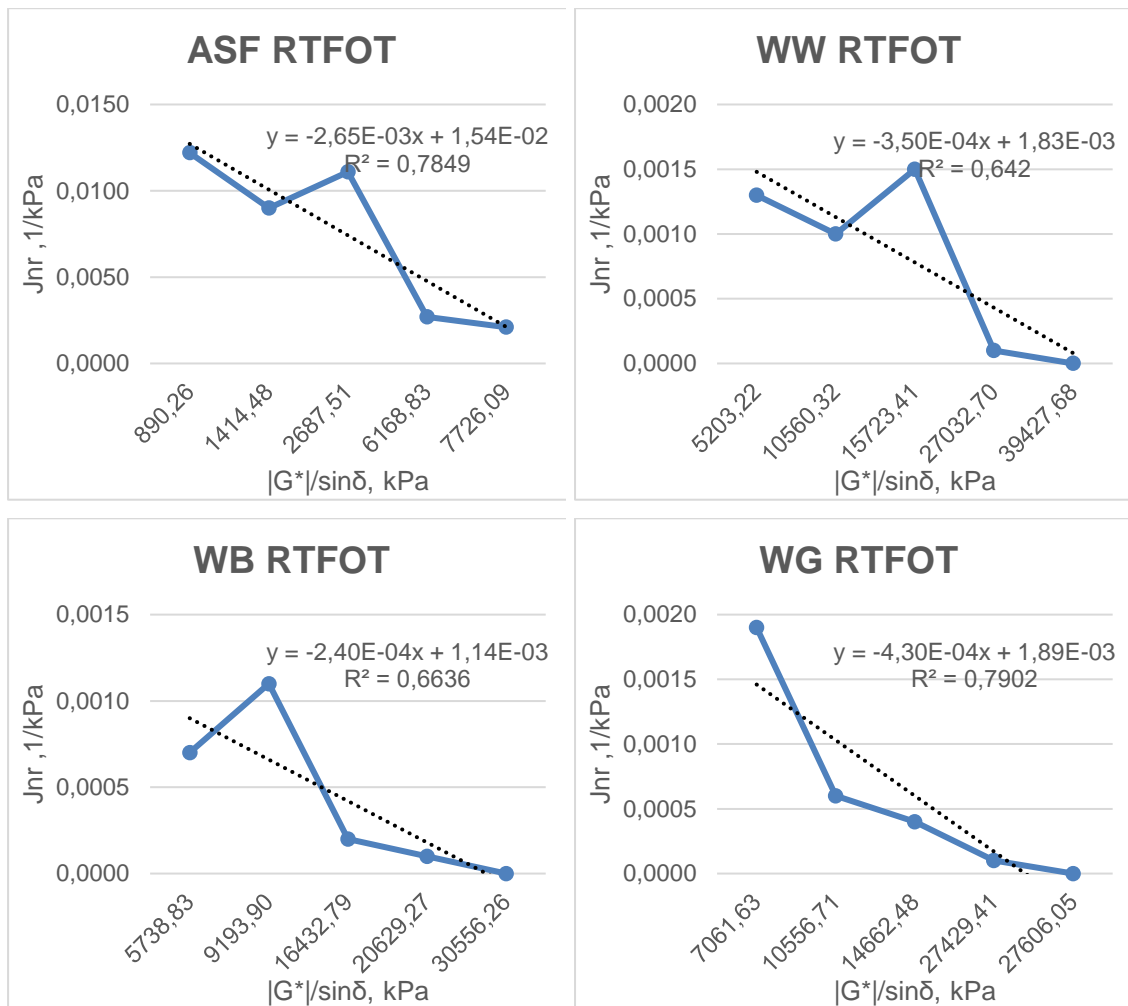 ASF RTFOT
0,0150
0,0100
0,0050
0,0000
y = -2,65E-03x + 1,54E-02
R² = 0,7849
Jnr ,1/kPa
890,26
1414,48
2687,51
6168,83
7726,09
|G*|/sinδ, kPa
WW RTFOT
0,0020
0,0015
0,0010
0,0005
0,0000
y = -3,50E-04x + 1,83E-03
R² = 0,642
Jnr ,1/kPa
5203,22
10560,32
15723,41
27032,70
39427,68
|G*|/sinδ, kPa
WB RTFOT
0,0015
0,0010
0,0005
0,0000
y = -2,40E-04x + 1,14E-03
R² = 0,6636
Jnr ,1/kPa
5738,83
9193,90
16432,79
20629,27
30556,26
|G*|/sinδ, kPa
WG RTFOT
0,0020
0,0015
0,0010
0,0005
0,0000
y = -4,30E-04x + 1,89E-03
R² = 0,7902
Jnr ,1/kPa
7061,63
10556,71
14662,48
27429,41
27606,05
|G*|/sinδ, kPa